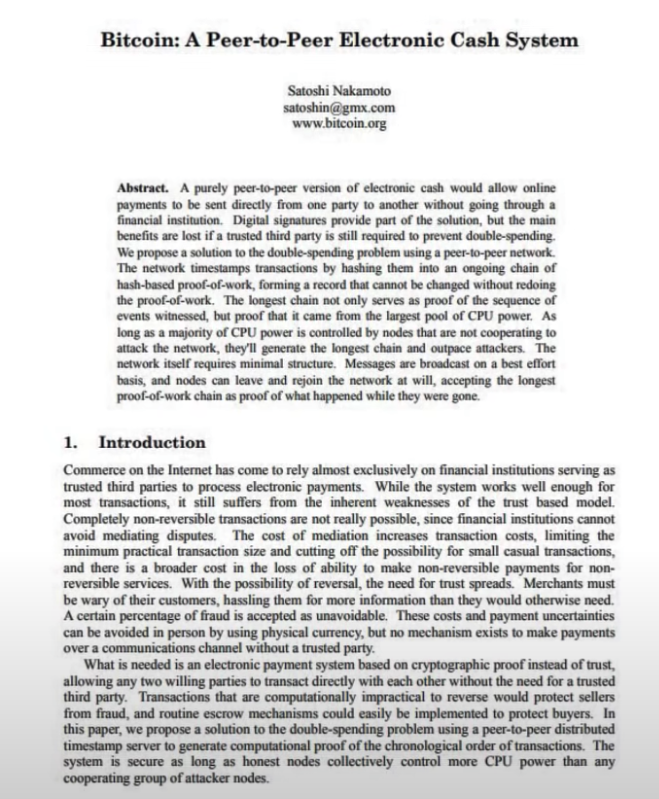 Bitcoin: A Peer-to-Peer Electronic Cash System
Satoshi Nakamoto
satoshin@gmx.com
www.bitcoin.org
Abstract. A purely peer-to-peer version of electronic cash would allow online
payments to be sent directly from one party to another without going through a
financial institution. Digital signatures provide part of the solution, but the main
benefits are lost if a trusted third party is still required to prevent double-spending.
We propose a solution to the double-spending problem using a peer-to-peer network.
The network timestamps transactions by hashing them into an ongoing chain of
hash-based proof-of-work, forming a record that cannot be changed without redoing
the proof-of-work. The longest chain not only serves as proof of the sequence of
events witnessed, but proof that it came from the largest pool of CPU power. As
long as a majority of CPU power is controlled by nodes that are not cooperating to
attack the network, they'll generate the longest chain and outpace attackers. The
network itself requires minimal structure. Messages are broadcast on a best effort
basis, and nodes can leave and rejoin the network at will, accepting the longest
proof-of-work chain as proof of what happened while they were gone.
1. Introduction
Commerce on the Internet has come to rely almost exclusively on financial institutions serving as
trusted third parties to process electronic payments. While the system works well enough for
most transactions, it still suffers from the inherent weaknesses of the trust based model.
Completely non-reversible transactions are not really possible, since financial institutions cannot
avoid mediating disputes. The cost of mediation increases transaction costs, limiting the
minimum practical transaction size and cutting off the possibility for small casual transactions,
and there is a broader cost in the loss of ability to make non-reversible payments for non-
reversible services. With the possibility of reversal, the need for trust spreads. Merchants must
be wary of their customers, hassling them for more information than they would otherwise need.
A certain percentage of fraud is accepted as unavoidable. These costs and payment uncertainties
can be avoided in person by using physical currency, but no mechanism exists to make payments
over a communications channel without a trusted party.
What is needed is an electronic payment system based on cryptographic proof instead of trust,
allowing any two willing parties to transact directly with each other without the need for a trusted
third party. Transactions that are computationally impractical to reverse would protect sellers
from fraud, and routine escrow mechanisms could easily be implemented to protect buyers. In
this paper, we propose a solution to the double-spending problem using a peer-to-peer distributed
timestamp server to generate computational proof of the chronological order of transactions. The
system is secure as long as honest nodes collectively control more CPU power than any
cooperating group of attacker nodes.